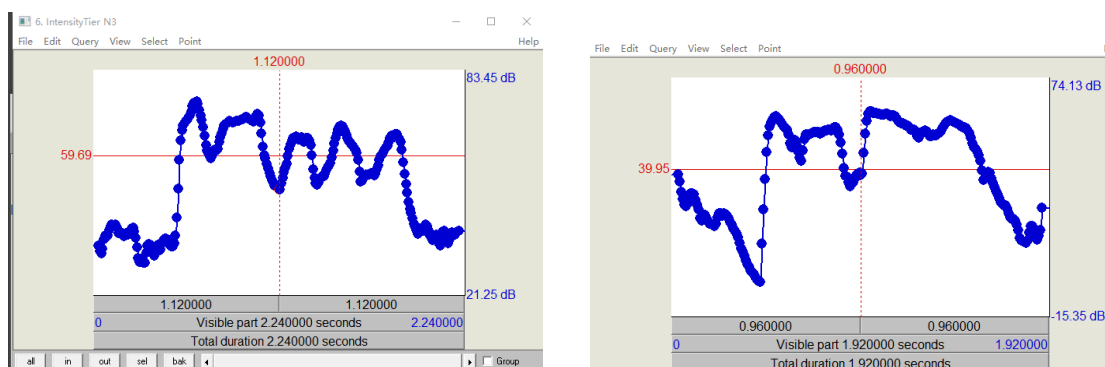 6. IntensityTier N3
File Edit Query View Select Point Help
1.120000
83.45 dB
59.69
21.25 dB
1.120000 1.120000
0 Visible part 2.240000 seconds 2.240000
Total duration 2.240000 seconds
all in out sel bak Group
File Edit Query View Select Point
0.960000
74.13 dB
39.95
-15.35 dB
0.960000 0.960000
0 Visible part 1.920000 seconds 1.920000
Total duration 1.920000 seconds